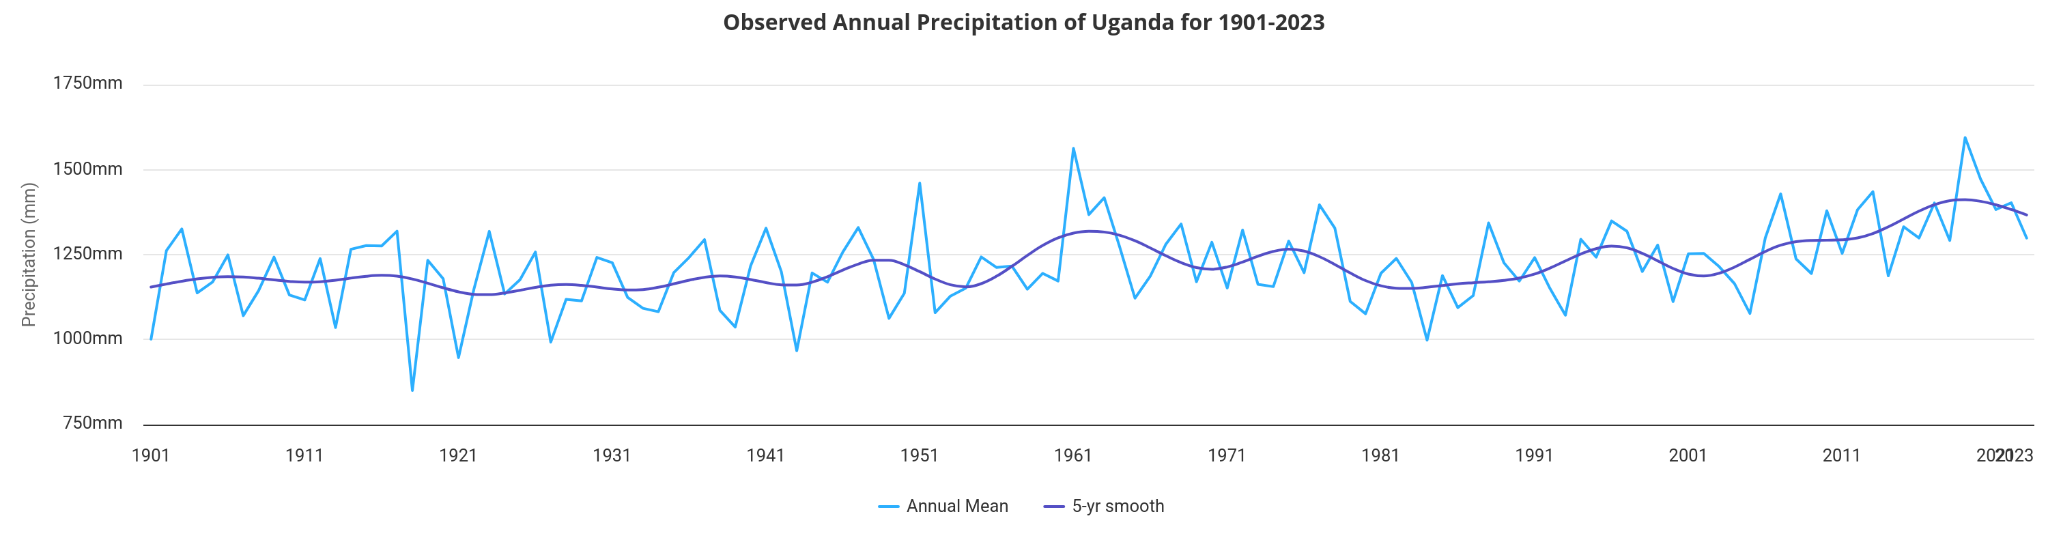 Observed Annual Precipitation of Uganda for 1901-2023
Precipitation (mm)
1750mm
1500mm
1250mm
1000mm
750mm
1901 1911 1921 1931 1941 1951 1961 1971 1981 1991 2001 2011 2021 2023
Annual Mean 5-yr smooth